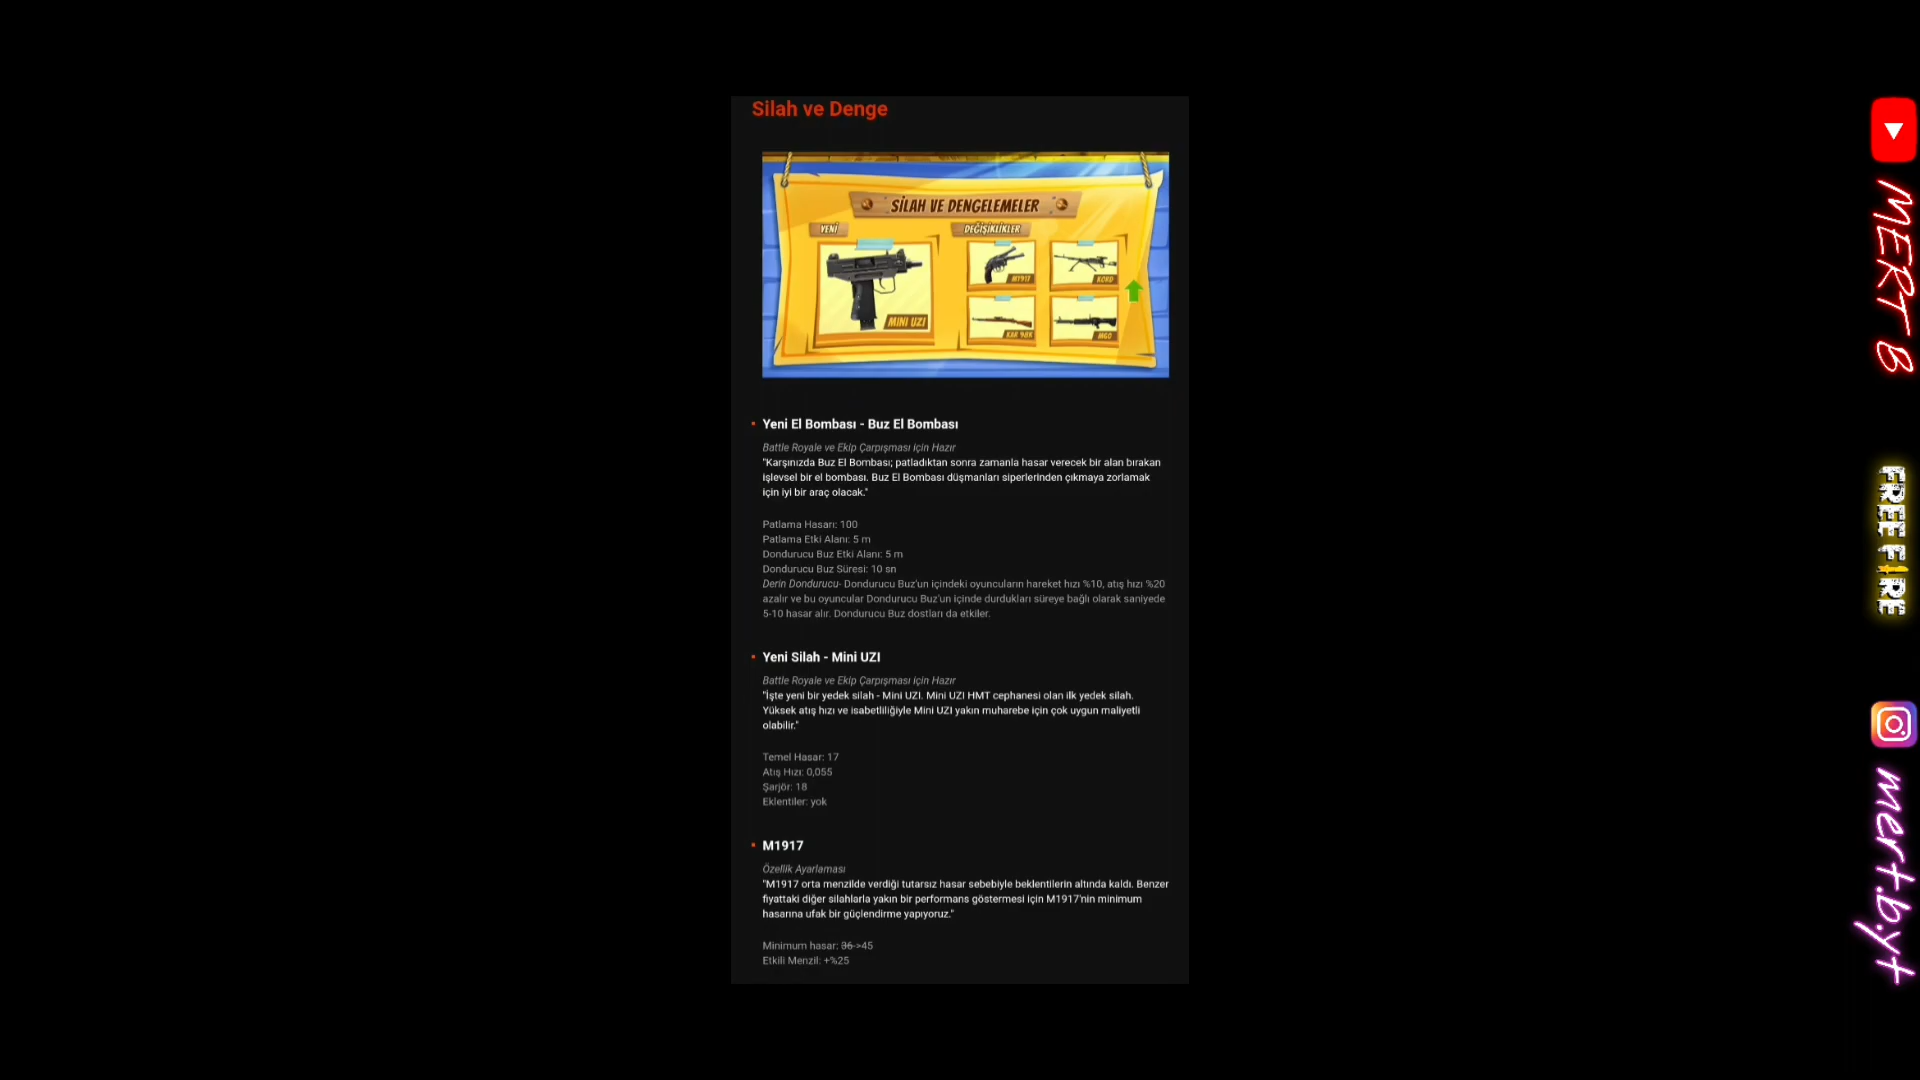 Silah ve Denge
SİLAH VE DENGELEMELER
YENİ
DEĞİŞİKLİKLER
MINI UZI
M1917
KORD
KAR 98K
M60
Yeni El Bombası - Buz El Bombası
Battle Royale ve Ekip Çarpışması için Hazır
"Karşınızda Buz El Bombası; patladıktan sonra zamanla hasar verecek bir alan bırakan
işlevsel bir el bombası. Buz El Bombası düşmanları siperlerinden çıkmaya zorlamak
için iyi bir araç olacak."
Patlama Hasarı: 100
Patlama Etki Alanı: 5 m
Dondurucu Buz Etki Alanı: 5 m
Dondurucu Buz Süresi: 10 sn
Derin Dondurucu- Dondurucu Buz'un içindeki oyuncuların hareket hızı %10, atış hızı %20
azalır ve bu oyuncular Dondurucu Buz'un içinde durdukları süreye bağlı olarak saniyede
5-10 hasar alır. Dondurucu Buz dostları da etkiler.
Yeni Silah - Mini UZI
Battle Royale ve Ekip Çarpışması için Hazır
"İşte yeni bir yedek silah - Mini UZI. Mini UZI HMT cephanesi olan ilk yedek silah.
Yüksek atış hızı ve isabetliliğiyle Mini UZI yakın muharebe için çok uygun maliyetli
olabilir."
Temel Hasar: 17
Atış Hızı: 0,055
Şarjör: 18
Eklentiler: yok
M1917
Özellik Ayarlaması
"M1917 orta menzilde verdiği tutarsız hasar sebebiyle beklentilerin altında kaldı. Benzer
fiyattaki diğer silahlarla yakın bir performans göstermesi için M1917'nin minimum
hasarına ufak bir güçlendirme yapıyoruz."
Minimum hasar: 36->45
Etkili Menzil: +%25
MERT B
FREE FIRE
mert.b.yt